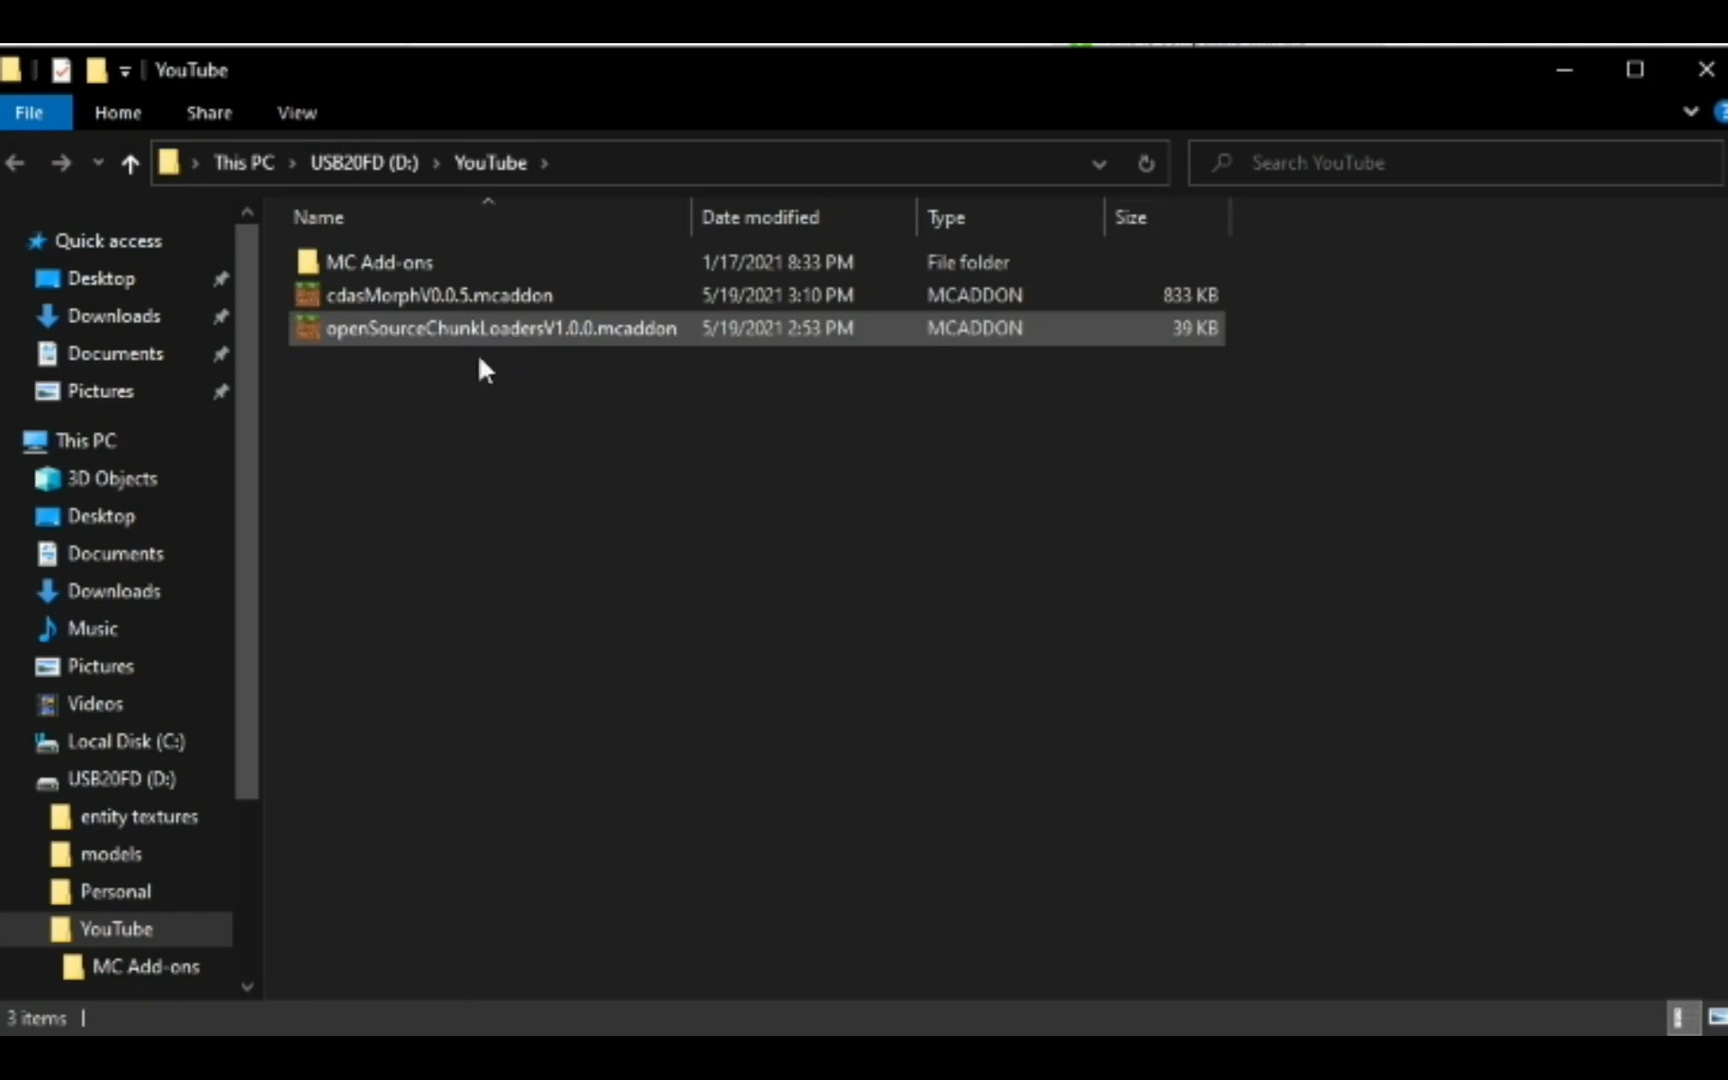 YouTube
File Home Share View
This PC USB20FD (D:) YouTube Search YouTube
Name Date modified Type Size
MC Add-ons 1/17/2021 8:33 PM File folder
cdasMorphV0.0.5.mcaddon 5/19/2021 3:10 PM MCADDON 833 KB
openSourceChunkLoadersV1.0.0.mcaddon 5/19/2021 2:53 PM MCADDON 39 KB
Quick access
Desktop
Downloads
Documents
Pictures
This PC
3D Objects
Desktop
Documents
Downloads
Music
Pictures
Videos
Local Disk (C:)
USB20FD (D:)
entity textures
models
Personal
YouTube
MC Add-ons
3 items